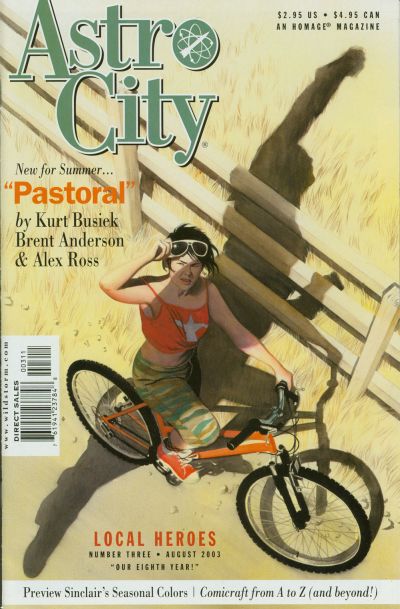 Astro
City®
$2.95 US • $4.95 CAN
AN HOMAGE® MAGAZINE
New for Summer...
"Pastoral"
by Kurt Busiek
Brent Anderson
& Alex Ross
www.wildstorm.com
DIRECT SALES
00311
LOCAL HEROES
NUMBER THREE • AUGUST 2003
"OUR EIGHTH YEAR!"
Preview Sinclair's Seasonal Colors | Comicraft from A to Z (and beyond!)